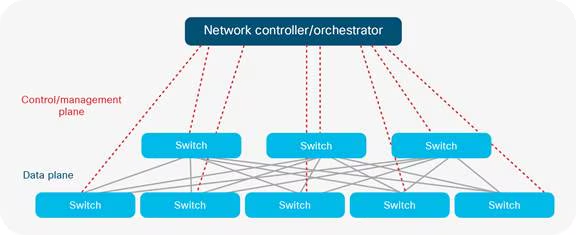 Network controller/orchestrator
Control/management
plane
Switch Switch Switch
Data plane
Switch Switch Switch Switch Switch